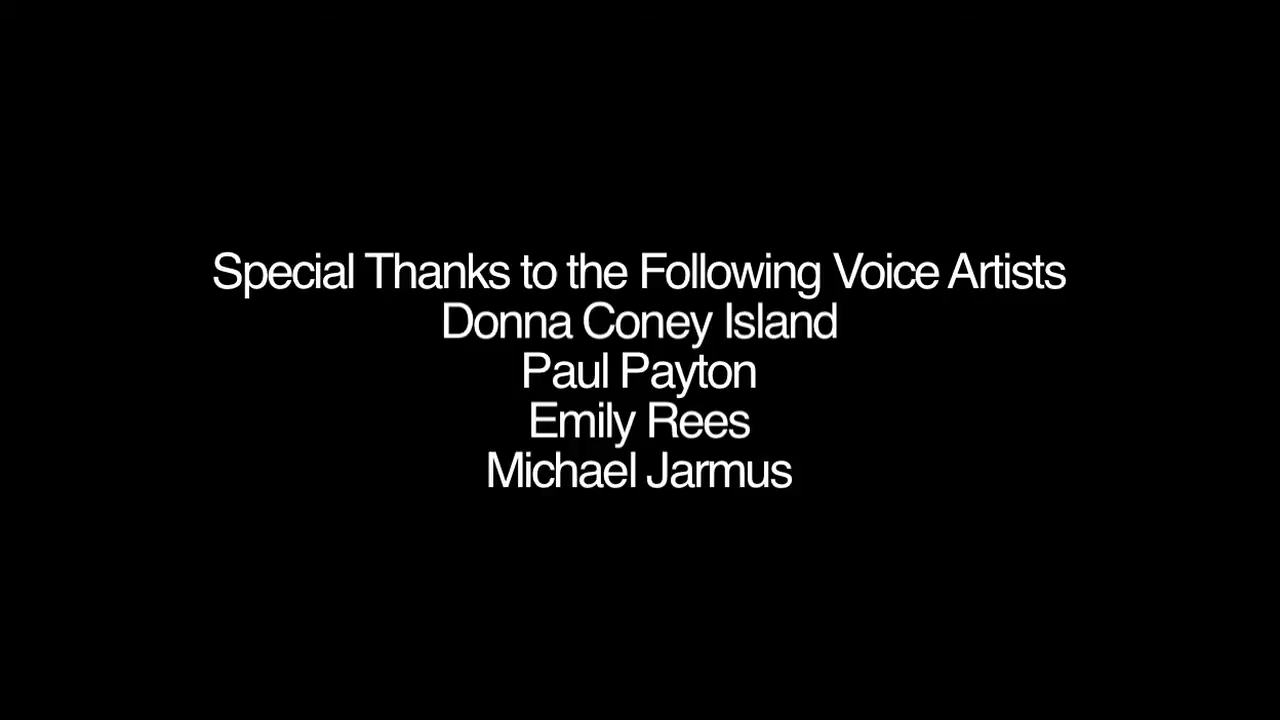 Special Thanks to the Following Voice Artists
Donna Coney Island
Paul Payton
Emily Rees
Michael Jarmus